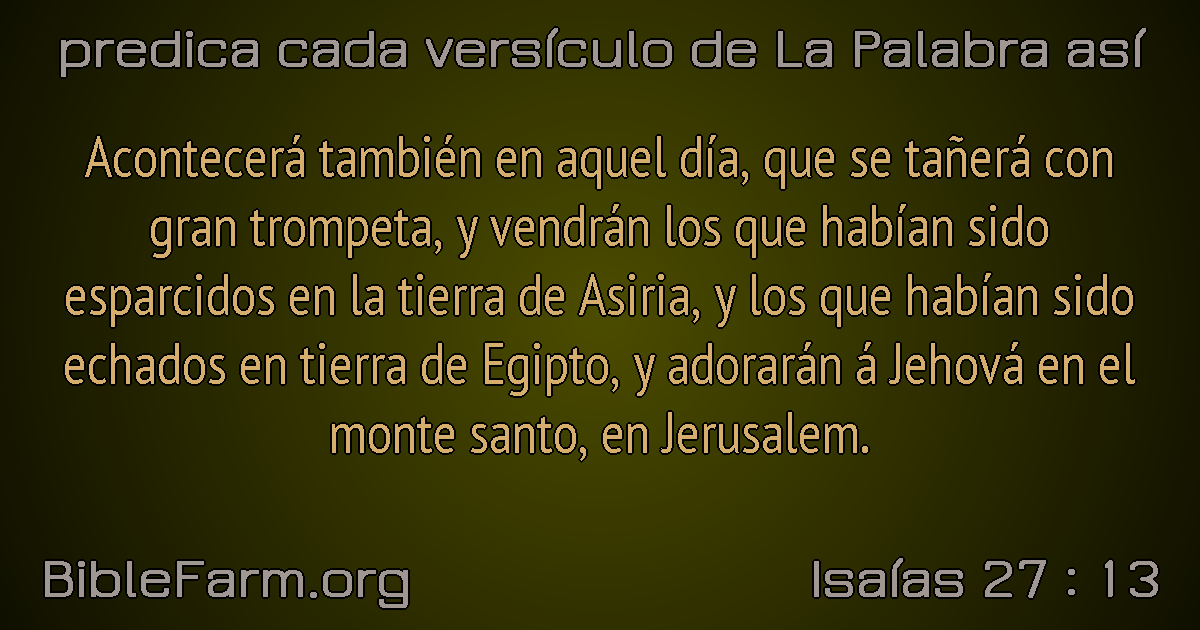 predica cada versículo de La Palabra así
Acontecerá también en aquel día, que se tañerá con
gran trompeta, y vendrán los que habían sido
esparcidos en la tierra de Asiria, y los que habían sido
echados en tierra de Egipto, y adorarán á Jehová en el
monte santo, en Jerusalem.
BibleFarm.org
Isaías 27 : 13